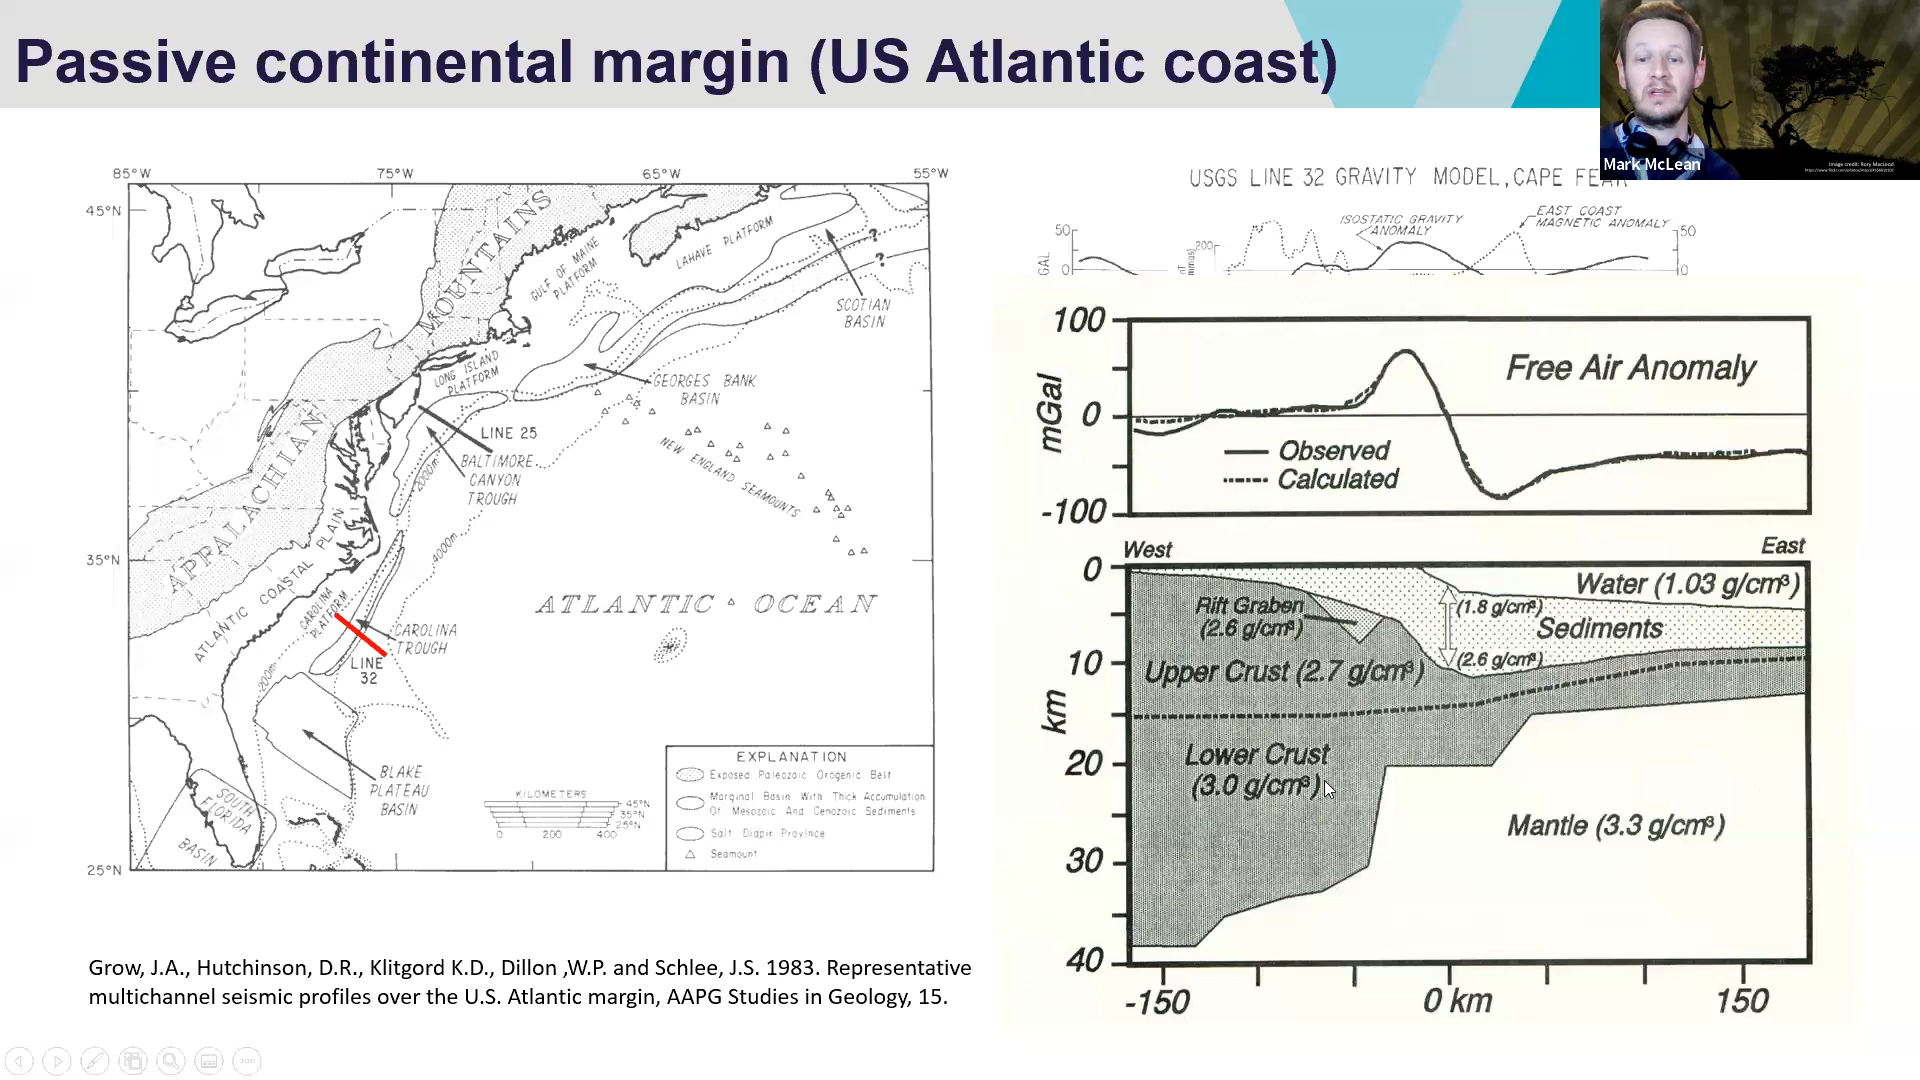 Passive continental margin (US Atlantic coast)
Mark McLean
Image credit: Rory MacLeod
85°W
75°W
65°W
55°W
45°N
35°N
25°N
APPALACHIAN
MOUNTAINS
ATLANTIC COASTAL PLAIN
GULF OF MAINE
PLATFORM
LAHAVE PLATFORM
?
?
SCOTIAN
BASIN
LONG ISLAND
PLATFORM
GEORGES BANK
BASIN
LINE 25
BALTIMORE
CANYON
TROUGH
NEW ENGLAND SEAMOUNTS
200m
4000m
ATLANTIC OCEAN
CAROLINA
PLATFORM
CAROLINA
TROUGH
LINE
32
200m
BLAKE
PLATEAU
BASIN
SOUTH
FLORIDA
BASIN
KILOMETERS
45°N
35°N
25°N
0 200 400
EXPLANATION
Exposed Paleozoic Orogenic Belt
Marginal Basin With Thick Accumulation
Of Mesozoic And Cenozoic Sediments
Salt Diapir Province
Seamount
USGS LINE 32 GRAVITY MODEL, CAPE FEAR
ISOSTATIC GRAVITY
ANOMALY
EAST COAST
MAGNETIC ANOMALY
50
0
GAL
200
50
0
100
0
-100
mGal
Free Air Anomaly
Observed
Calculated
West
East
0
10
20
30
40
km
Water (1.03 g/cm³)
Rift Graben
(2.6 g/cm³)
(1.8 g/cm³)
Sediments
(2.6 g/cm³)
Upper Crust (2.7 g/cm³)
Lower Crust
(3.0 g/cm³)
Mantle (3.3 g/cm³)
-150
0 km
150
Grow, J.A., Hutchinson, D.R., Klitgord K.D., Dillon ,W.P. and Schlee, J.S. 1983. Representative
multichannel seismic profiles over the U.S. Atlantic margin, AAPG Studies in Geology, 15.